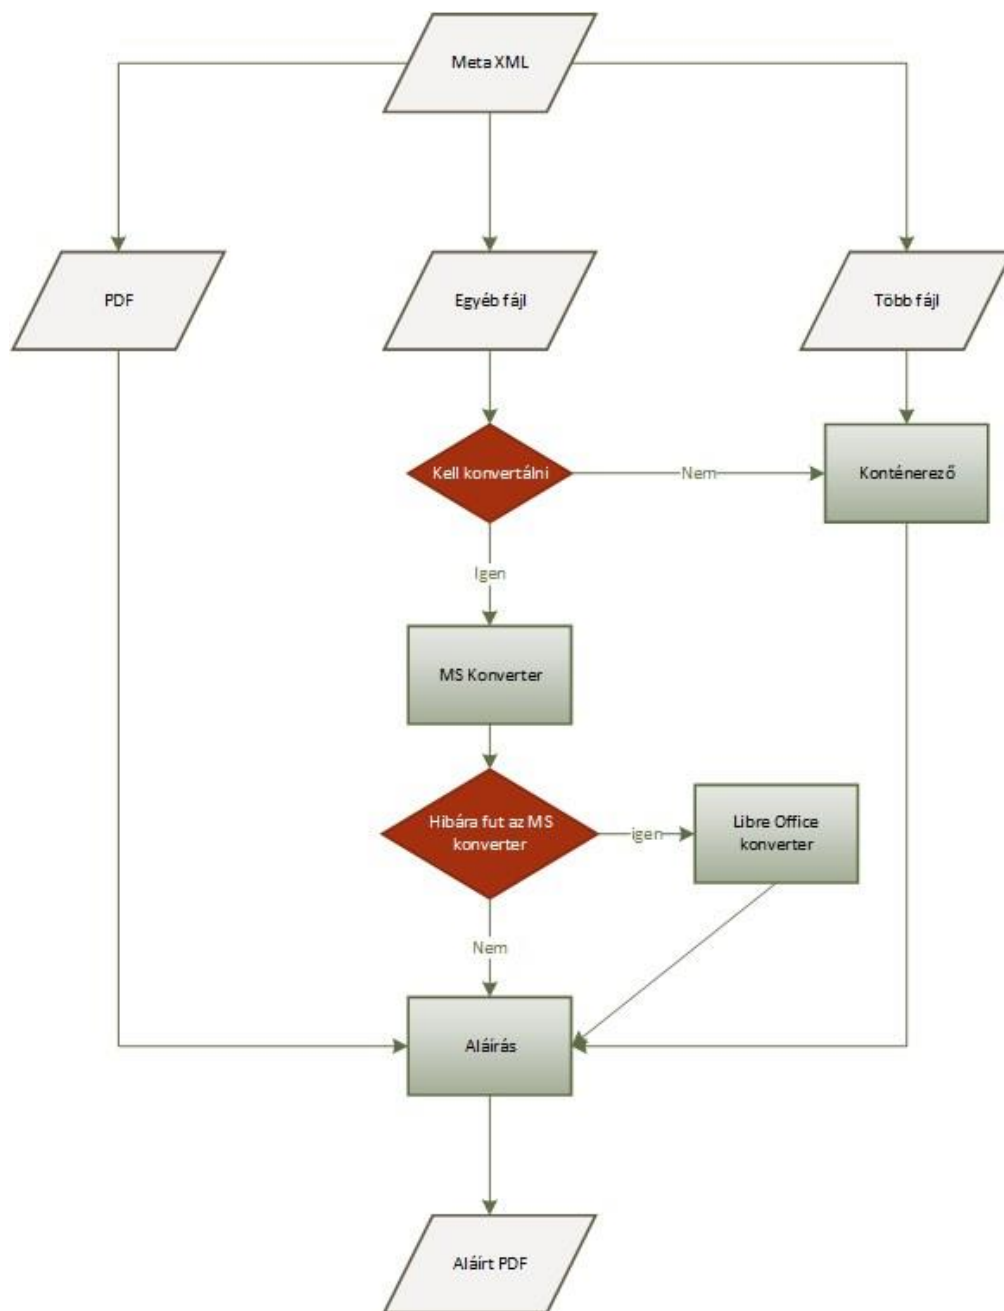 Meta XML
PDF
Egyéb fájl
Több fájl
Kell konvertálni
Nem
Konténerező
Igen
MS Konverter
Hibára fut az MS
konverter
igen
Libre Office
konverter
Nem
Aláírás
Aláírt PDF